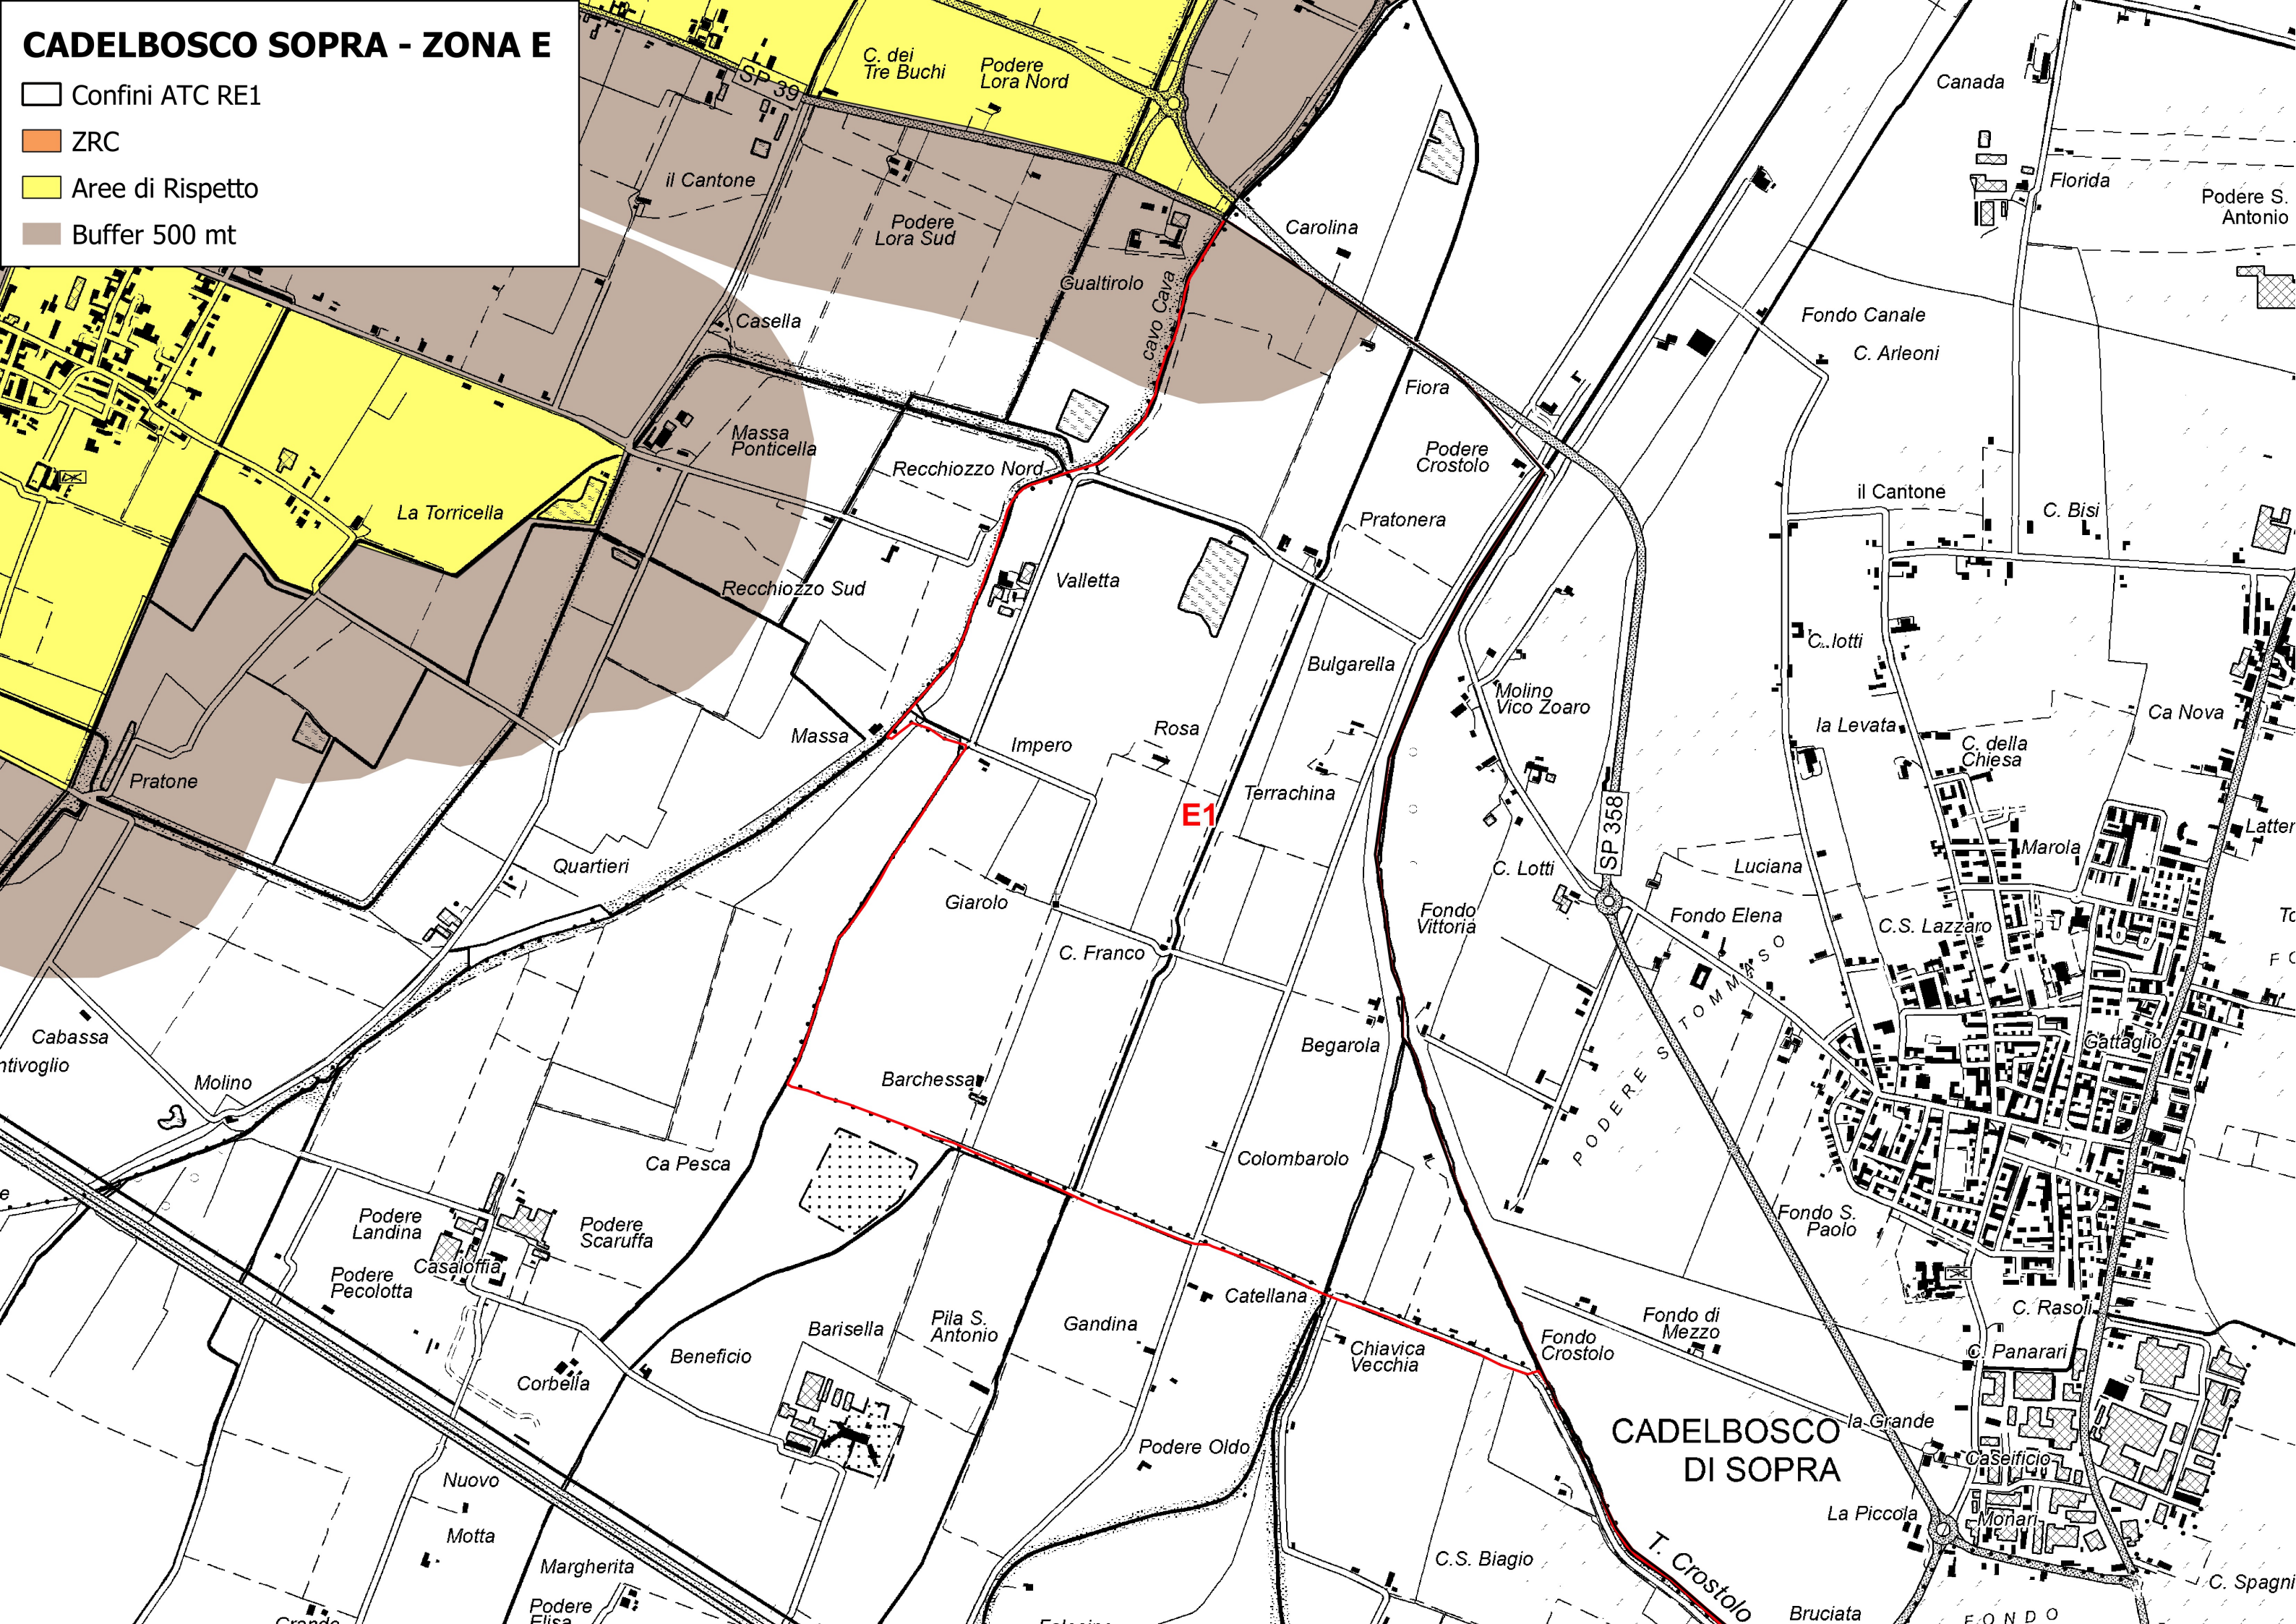 CADELBOSCO SOPRA - ZONA E
Confini ATC RE1
ZRC
Aree di Rispetto
Buffer 500 mt
SP 39
C. dei
Tre Buchi
Podere
Lora Nord
il Cantone
Podere
Lora Sud
Gualtirolo
cavo Cava
Carolina
Canada
Florida
Podere S.
Antonio
Casella
Fondo Canale
C. Arleoni
Fiora
Massa
Ponticella
Recchiozzo Nord
Podere
Crostolo
La Torricella
Pratonera
il Cantone
C. Bisi
Recchiozzo Sud
Valletta
Bulgarella
C. Iotti
Molino
Vico Zoaro
Massa
Impero
Rosa
la Levata
Ca Nova
C. della
Chiesa
Pratone
Terrachina
E1
SP 358
Latter
Marola
Quartieri
Giarolo
C. Lotti
Luciana
Fondo
Vittoria
Fondo Elena
C.S. Lazzaro
C. Franco
PODERE S TOMMASO
Cabassa
ntivoglio
Begarola
Gattaglio
Molino
Barchessa
Ca Pesca
Colombarolo
Podere
Landina
Podere
Scaruffa
Fondo S.
Paolo
Casaloffia
Podere
Pecolotta
Catellana
C. Rasoli
Barisella
Pila S.
Antonio
Gandina
Fondo di
Mezzo
Beneficio
Chiavica
Vecchia
Fondo
Crostolo
C. Panarari
Corbella
CADELBOSCO
DI SOPRA
la Grande
Podere Oldo
Caseificio
Nuovo
La Piccola
Monari
Motta
T. Crostolo
C.S. Biagio
Margherita
C. Spagni
Podere
Elisa
Bruciata
FONDO